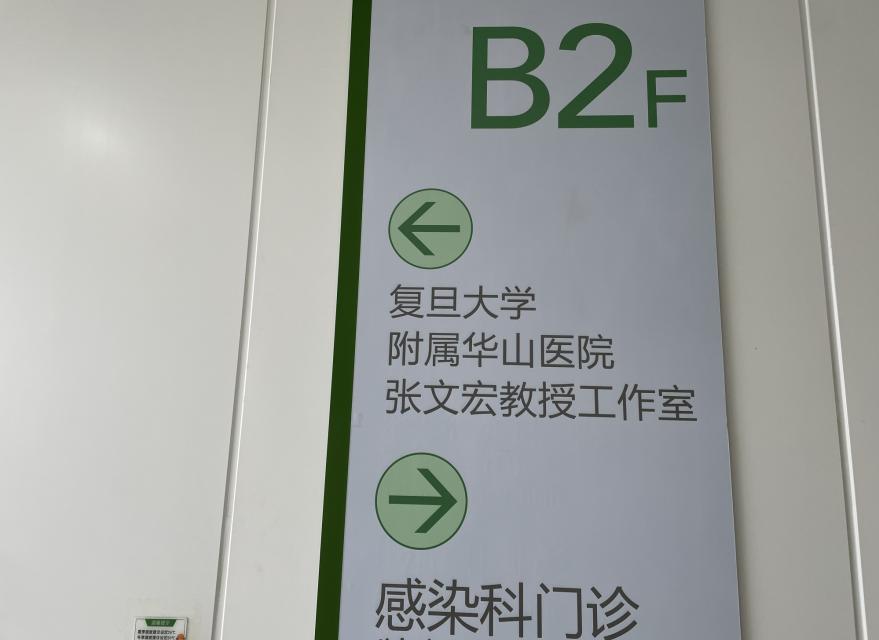 B2F
复旦大学
附属华山医院
张文宏教授工作室
感染科门诊